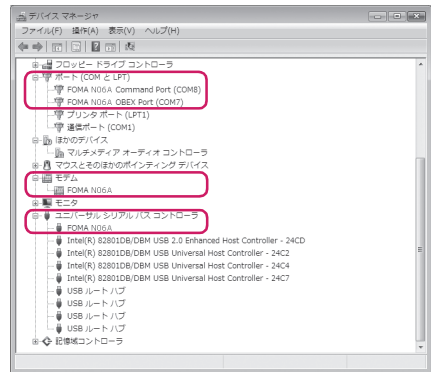 デバイス マネージャ
ファイル(F) 操作(A) 表示(V) ヘルプ(H)
フロッピー ドライブ コントローラ
ポート (COM と LPT)
FOMA N06A Command Port (COM8)
FOMA N06A OBEX Port (COM7)
プリンタ ポート (LPT1)
通信ポート (COM1)
ほかのデバイス
マルチメディア オーディオ コントローラ
マウスとそのほかのポインティング デバイス
モデム
FOMA N06A
モニタ
ユニバーサル シリアル バス コントローラ
FOMA N06A
Intel(R) 82801DB/DBM USB 2.0 Enhanced Host Controller - 24CD
Intel(R) 82801DB/DBM USB Universal Host Controller - 24C2
Intel(R) 82801DB/DBM USB Universal Host Controller - 24C4
Intel(R) 82801DB/DBM USB Universal Host Controller - 24C7
USB ルート ハブ
USB ルート ハブ
USB ルート ハブ
USB ルート ハブ
記憶域コントローラ